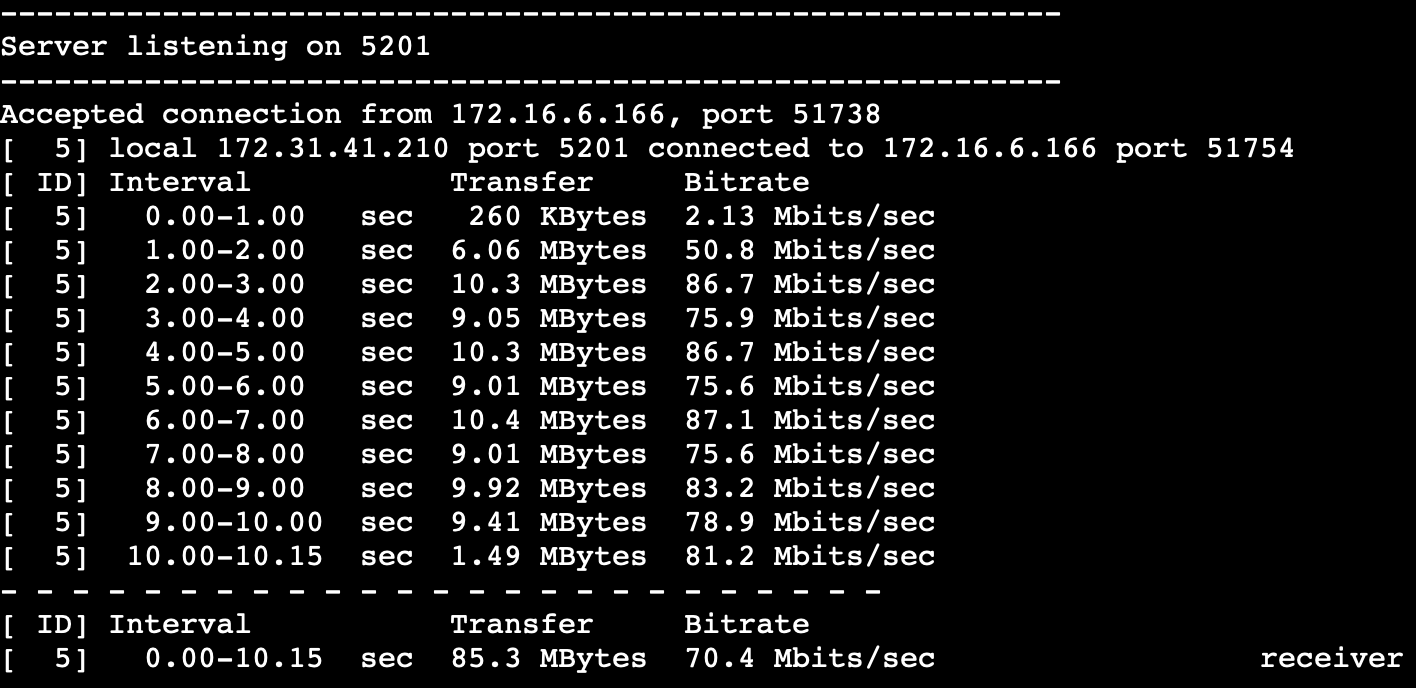 -----------------------------------------------------------
Server listening on 5201
-----------------------------------------------------------
Accepted connection from 172.16.6.166, port 51738
[  5] local 172.31.41.210 port 5201 connected to 172.16.6.166 port 51754
[ ID] Interval           Transfer     Bitrate
[  5]   0.00-1.00   sec   260 KBytes  2.13 Mbits/sec
[  5]   1.00-2.00   sec  6.06 MBytes  50.8 Mbits/sec
[  5]   2.00-3.00   sec  10.3 MBytes  86.7 Mbits/sec
[  5]   3.00-4.00   sec  9.05 MBytes  75.9 Mbits/sec
[  5]   4.00-5.00   sec  10.3 MBytes  86.7 Mbits/sec
[  5]   5.00-6.00   sec  9.01 MBytes  75.6 Mbits/sec
[  5]   6.00-7.00   sec  10.4 MBytes  87.1 Mbits/sec
[  5]   7.00-8.00   sec  9.01 MBytes  75.6 Mbits/sec
[  5]   8.00-9.00   sec  9.92 MBytes  83.2 Mbits/sec
[  5]   9.00-10.00  sec  9.41 MBytes  78.9 Mbits/sec
[  5]  10.00-10.15  sec  1.49 MBytes  81.2 Mbits/sec
- - - - - - - - - - - - - - - - - - - - - - - - -
[ ID] Interval           Transfer     Bitrate
[  5]   0.00-10.15  sec  85.3 MBytes  70.4 Mbits/sec                  receiver